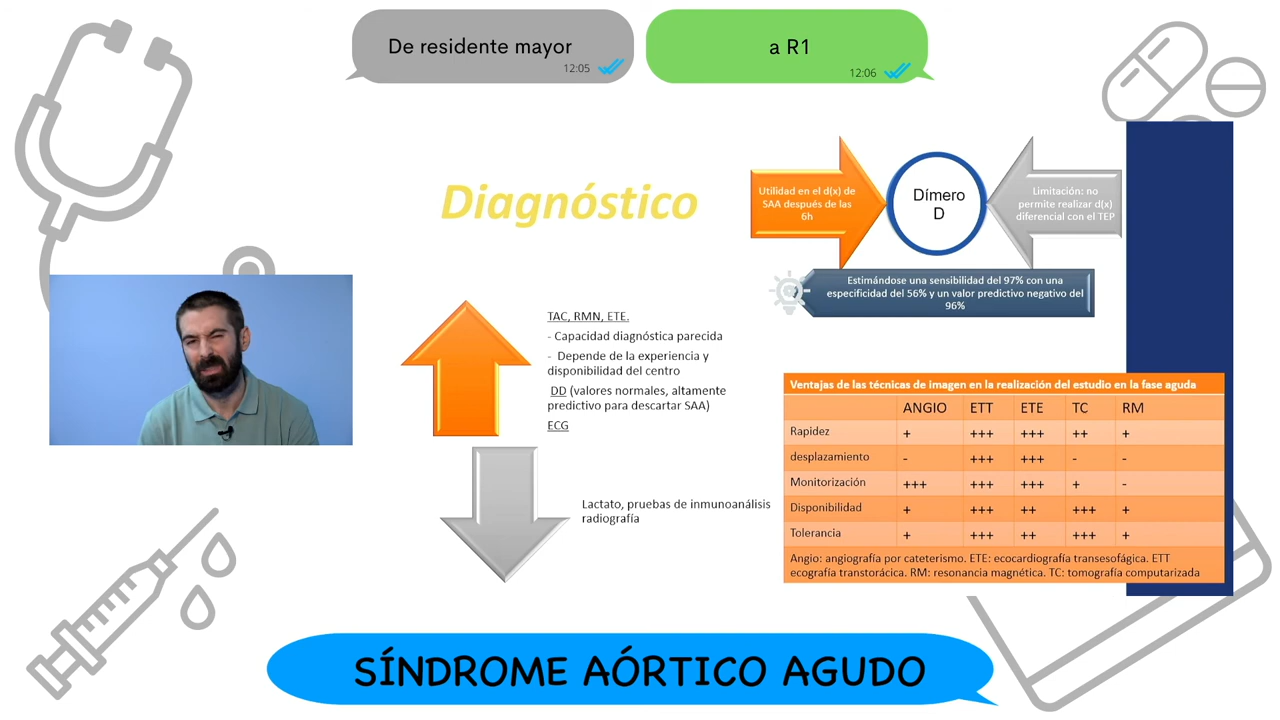 De residente mayor
12:05
a R1
12:06
Diagnóstico
Utilidad en el d(x) de
SAA después de las
6h
Dímero
D
Limitación: no
permite realizar d(x)
diferencial con el TEP
Estimándose una sensibilidad del 97% con una
especificidad del 56% y un valor predictivo negativo del
96%
TAC, RMN, ETE.
- Capacidad diagnóstica parecida
- Depende de la experiencia y
disponibilidad del centro
DD (valores normales, altamente
predictivo para descartar SAA)
ECG
Lactato, pruebas de inmunoanálisis
radiografía
Ventajas de las técnicas de imagen en la realización del estudio en la fase aguda
ANGIO ETT ETE TC RM
Rapidez + +++ +++ ++ +
desplazamiento - +++ +++ - -
Monitorización +++ +++ +++ + -
Disponibilidad + +++ ++ +++ +
Tolerancia + +++ ++ +++ +
Angio: angiografía por cateterismo. ETE: ecocardiografía transesofágica. ETT
ecografía transtorácica. RM: resonancia magnética. TC: tomografía computarizada
SÍNDROME AÓRTICO AGUDO